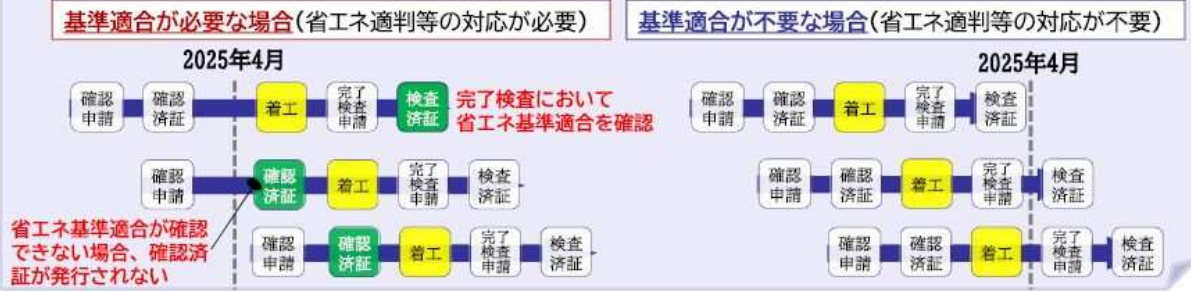 基準適合が必要な場合(省エネ適判等の対応が必要)
2025年4月
確認
申請
確認
済証
着工
完了
検査
申請
検査
済証
完了検査において
省エネ基準適合を確認
確認
申請
確認
済証
着工
完了
検査
申請
検査
済証
省エネ基準適合が確認
できない場合、確認済
証が発行されない
確認
申請
確認
済証
着工
完了
検査
申請
検査
済証
基準適合が不要な場合(省エネ適判等の対応が不要)
2025年4月
確認
申請
確認
済証
着工
完了
検査
申請
検査
済証
確認
申請
確認
済証
着工
完了
検査
申請
検査
済証
確認
申請
確認
済証
着工
完了
検査
申請
検査
済証